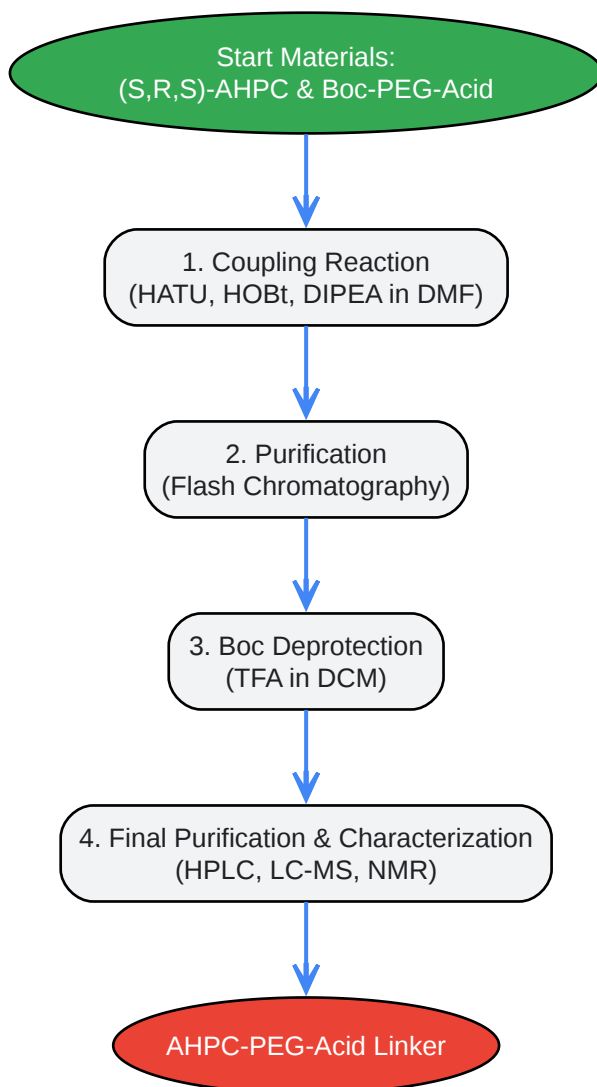 Start Materials:
(S,R,S)-AHPC & Boc-PEG-Acid
1. Coupling Reaction
(HATU, HOBt, DIPEA in DMF)
2. Purification
(Flash Chromatography)
3. Boc Deprotection
(TFA in DCM)
4. Final Purification & Characterization
(HPLC, LC-MS, NMR)
AHPC-PEG-Acid Linker